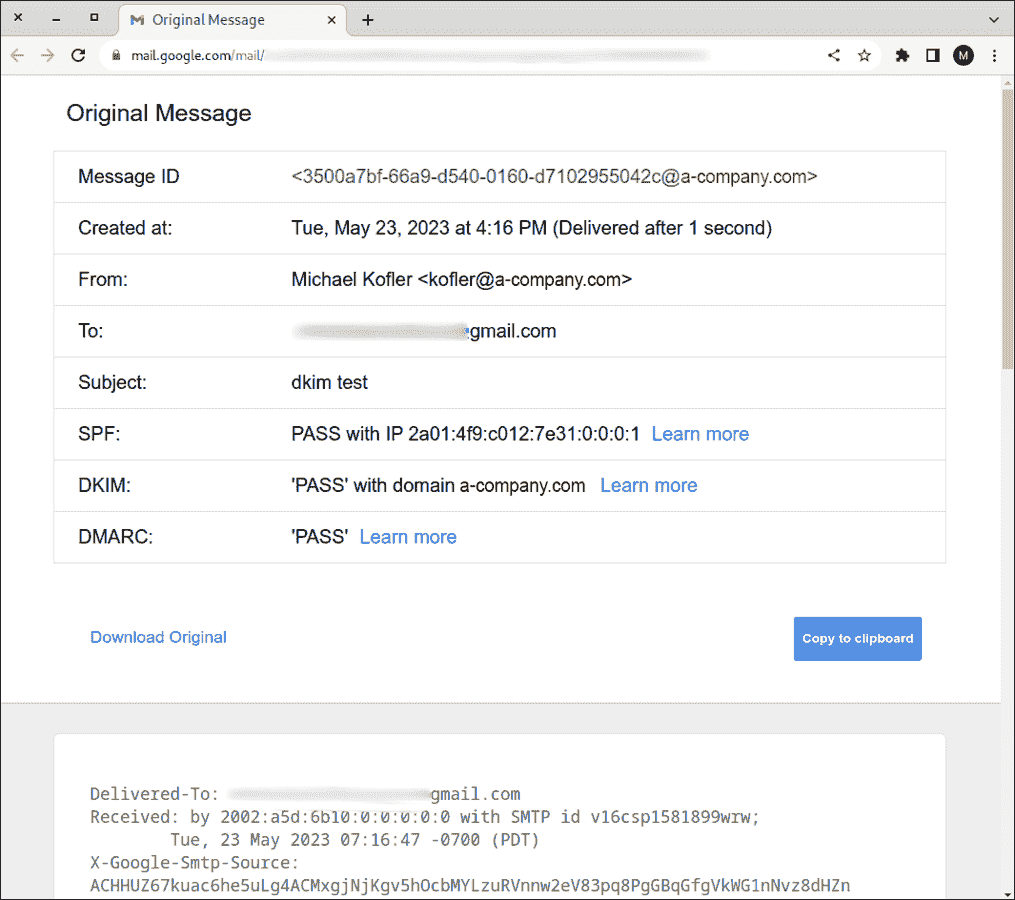 Original Message
mail.google.com/mail/
M
Original Message
Message ID <3500a7bf-66a9-d540-0160-d7102955042c@a-company.com>
Created at: Tue, May 23, 2023 at 4:16 PM (Delivered after 1 second)
From: Michael Kofler <kofler@a-company.com>
To: gmail.com
Subject: dkim test
SPF: PASS with IP 2a01:4f9:c012:7e31:0:0:0:1 Learn more
DKIM: 'PASS' with domain a-company.com Learn more
DMARC: 'PASS' Learn more
Download Original
Copy to clipboard
Delivered-To: gmail.com
Received: by 2002:a5d:6b10:0:0:0:0:0 with SMTP id v16csp1581899wrw;
Tue, 23 May 2023 07:16:47 -0700 (PDT)
X-Google-Smtp-Source:
ACHHUZ67kuac6he5uLg4ACMxgjNjKgv5hOcbMYLzuRVnnw2eV83pq8PgGBqGfgVkWG1nNvz8dHZn